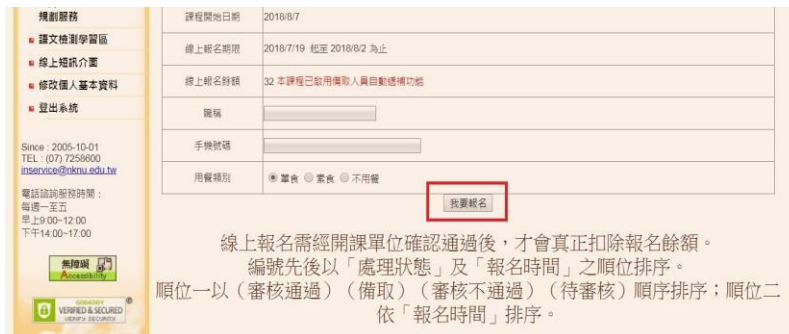 規劃服務
語文檢測學習區
線上短訊介面
修改個人基本資料
登出系統
Since : 2005-10-01
TEL : (07) 7258600
inservice@nknu.edu.tw
電話諮詢服務時間：
每週一至五
早上9:00~12:00
下午14:00~17:00
無障礙
Accessibility
GODADDY
VERIFIED & SECURED
VERIFY SECURITY
課程開始日期 2018/8/7
線上報名期限 2018/7/19 起至 2018/8/2 為止
線上報名餘額 32 本課程已啟用備取人員自動遞補功能
職稱
手機號碼
用餐類別 葷食 素食 不用餐
我要報名
線上報名需經開課單位確認通過後，才會真正扣除報名餘額。
編號先後以「處理狀態」及「報名時間」之順位排序。
順位一以（審核通過）（備取）（審核不通過）（待審核）順序排序；順位二
依「報名時間」排序。